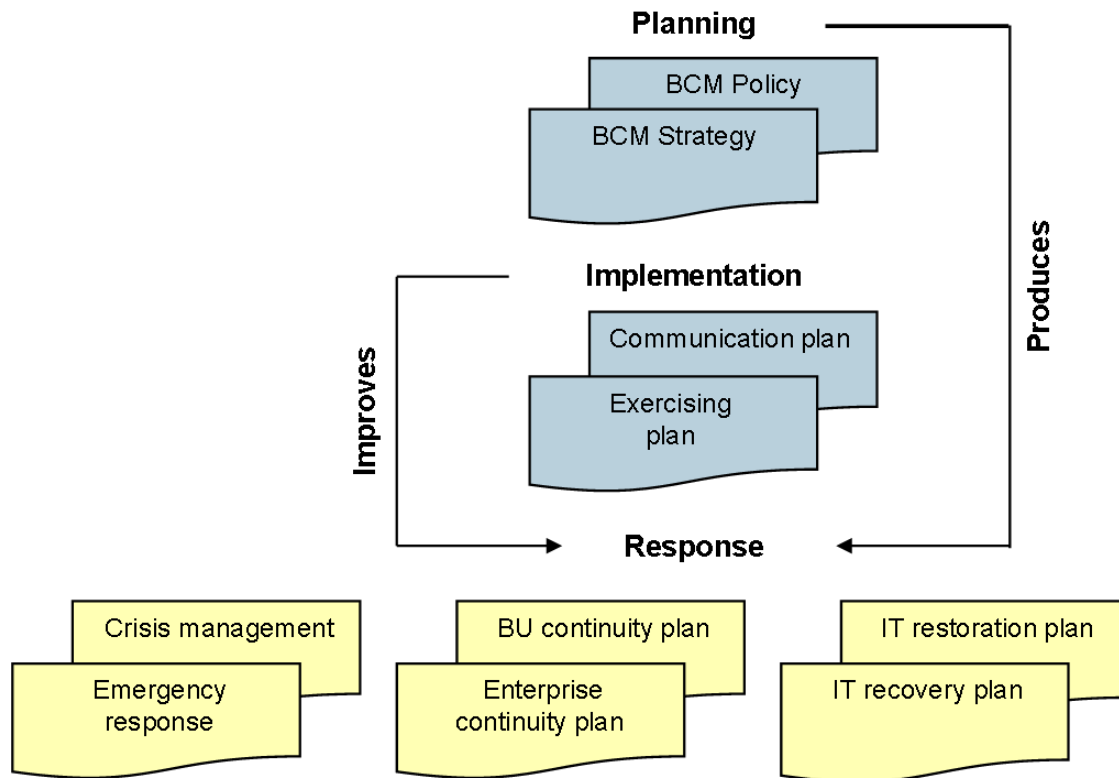 Planning
BCM Policy
BCM Strategy
Produces
Implementation
Improves
Communication plan
Exercising
plan
Response
Crisis management
Emergency
response
BU continuity plan
Enterprise
continuity plan
IT restoration plan
IT recovery plan